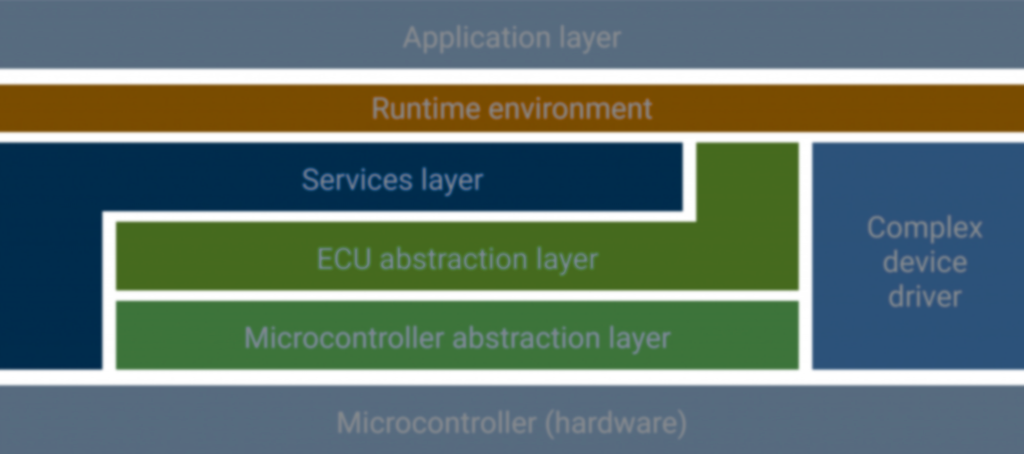 Application layer
Runtime environment
Services layer
ECU abstraction layer
Microcontroller abstraction layer
Complex
device
driver
Microcontroller (hardware)